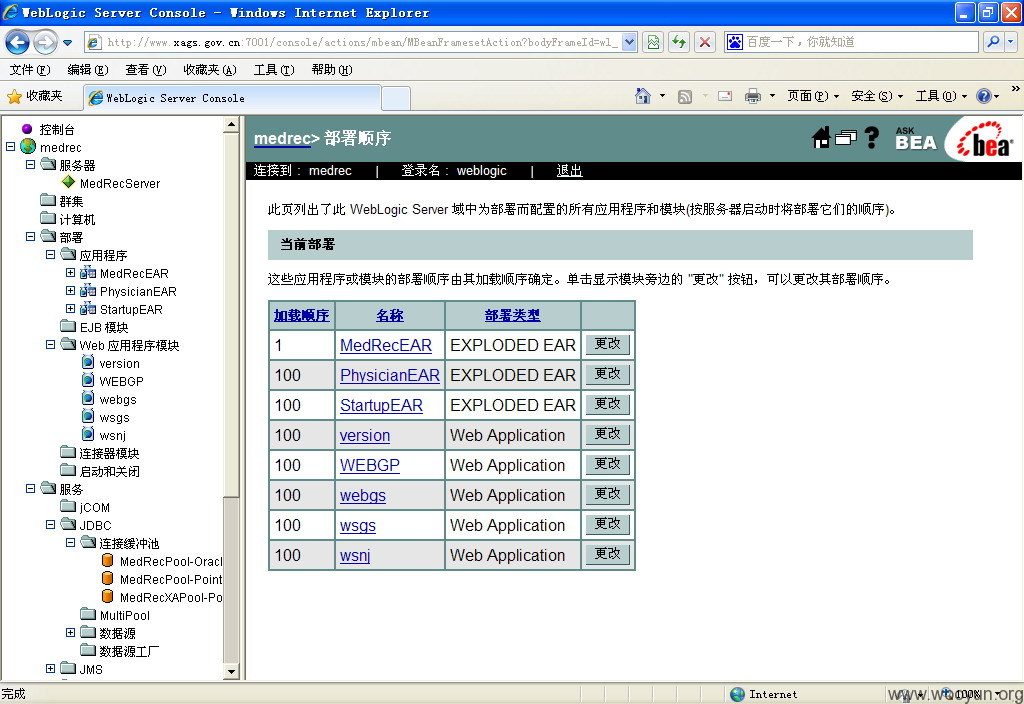 WebLogic Server Console - Windows Internet Explorer
http://www.xags.gov.cn:7001/console/actions/mbean/MBeanFramesetAction?bodyFrameId=wl_
百度一下,你就知道
文件(F) 编辑(E) 查看(V) 收藏夹(A) 工具(T) 帮助(H)
收藏夹
WebLogic Server Console
页面(P) 安全(S) 工具(O)
控制台
medrec
服务器
MedRecServer
群集
计算机
部署
应用程序
MedRecEAR
PhysicianEAR
StartupEAR
EJB 模块
Web 应用程序模块
version
WEBGP
webgs
wsgs
wsnj
连接器模块
启动和关闭
服务
jCOM
JDBC
连接缓冲池
MedRecPool-Oracl
MedRecPool-Point
MedRecXAPool-Po
MultiPool
数据源
数据源工厂
JMS
medrec> 部署顺序
ASK
BEA
bea
连接到: medrec | 登录名: weblogic | 退出
此页列出了此 WebLogic Server 域中为部署而配置的所有应用程序和模块(按服务器启动时将部署它们的顺序)。
当前部署
这些应用程序或模块的部署顺序由其加载顺序确定。单击显示模块旁边的 "更改" 按钮,可以更改其部署顺序。
加载顺序 名称 部署类型
1 MedRecEAR EXPLODED EAR 更改
100 PhysicianEAR EXPLODED EAR 更改
100 StartupEAR EXPLODED EAR 更改
100 version Web Application 更改
100 WEBGP Web Application 更改
100 webgs Web Application 更改
100 wsgs Web Application 更改
100 wsnj Web Application 更改
完成
Internet
100%
www.wooyun.org